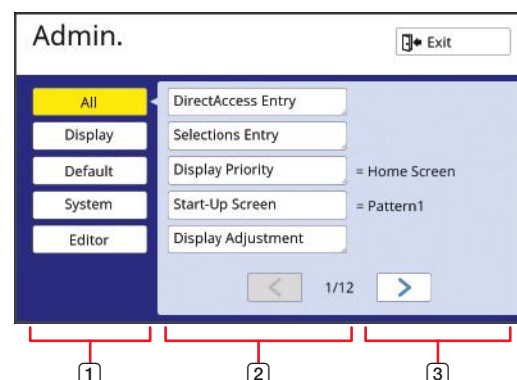 Admin.
Exit
All
DirectAccess Entry
Display
Selections Entry
Default
Display Priority
= Home Screen
System
Start-Up Screen
= Pattern1
Editor
Display Adjustment
<
1/12
>
1
2
3